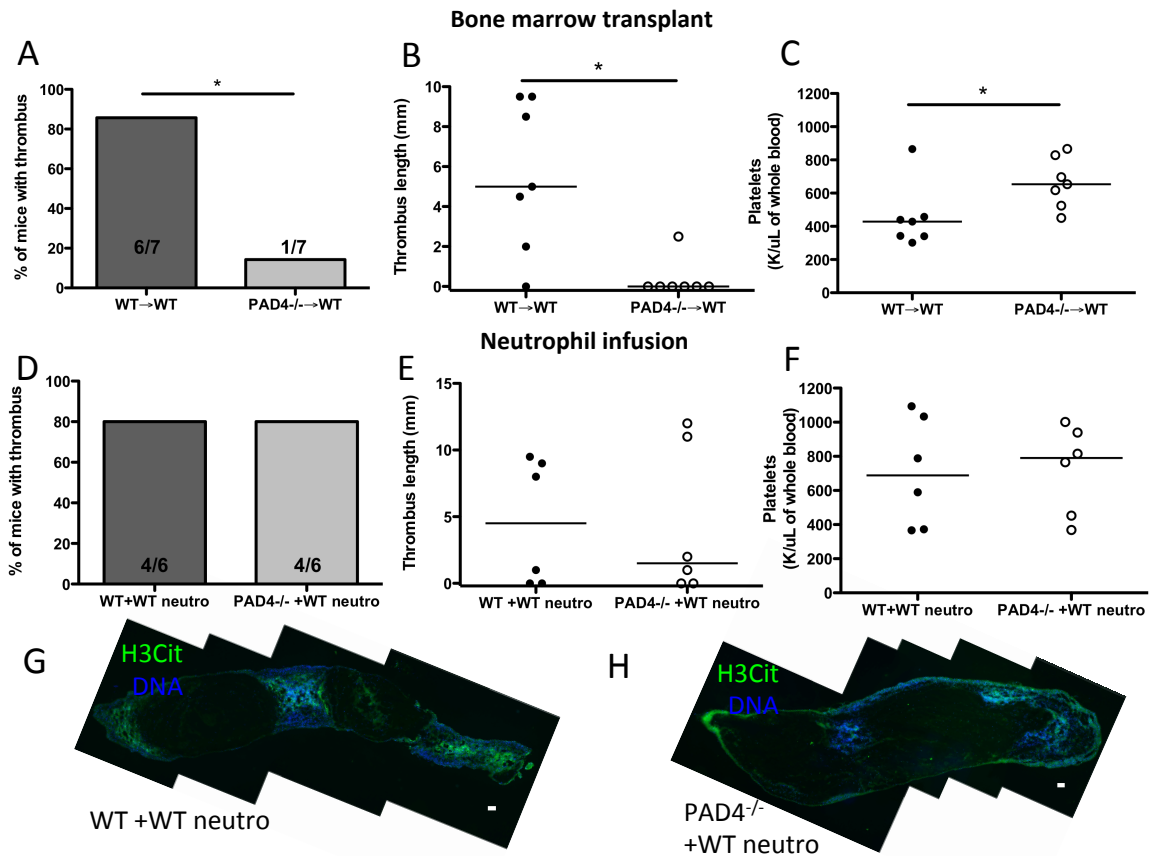 Bone marrow transplant
A
*
% of mice with thrombus
100
80
60
40
20
0
6/7
1/7
WT→WT
PAD4-/-→WT
B
*
Thrombus length (mm)
10
8
6
4
2
0
WT→WT
PAD4-/-→WT
C
*
Platelets
(K/uL of whole blood)
1200
1000
800
600
400
200
0
WT→WT
PAD4-/-→WT
Neutrophil infusion
D
% of mice with thrombus
100
80
60
40
20
0
4/6
4/6
WT+WT neutro
PAD4-/- +WT neutro
E
Thrombus length (mm)
15
10
5
0
WT +WT neutro
PAD4-/- +WT neutro
F
Platelets
(K/uL of whole blood)
1200
1000
800
600
400
200
0
WT+WT neutro
PAD4-/- +WT neutro
G
H3Cit
DNA
WT +WT neutro
H
H3Cit
DNA
PAD4-/-
+WT neutro